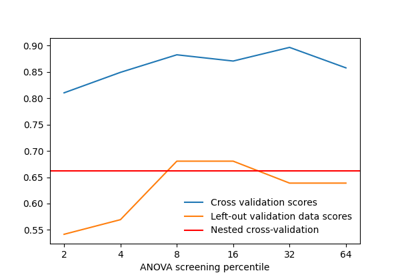 0.90
0.85
0.80
0.75
0.70
0.65
0.60
0.55
Cross validation scores
Left-out validation data scores
Nested cross-validation
2 4 8 16 32 64
ANOVA screening percentile